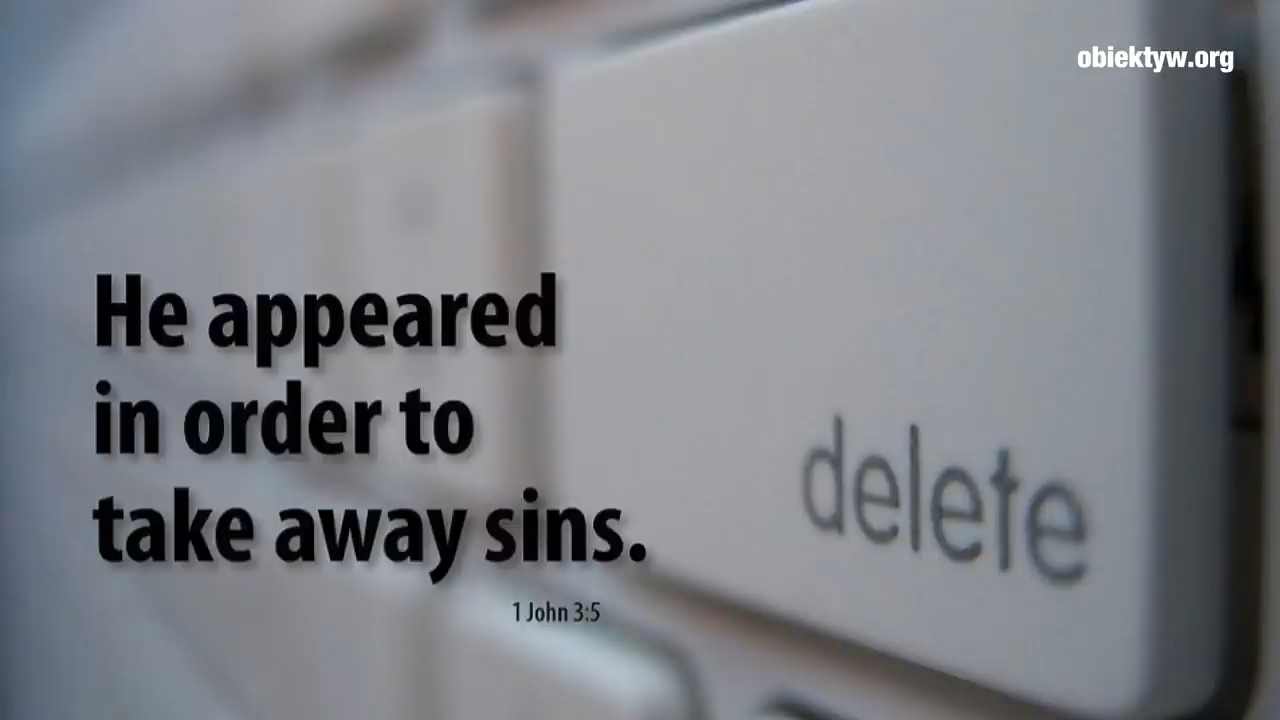 obiektyw.org
He appeared
in order to
take away sins.
1 John 3:5
delete